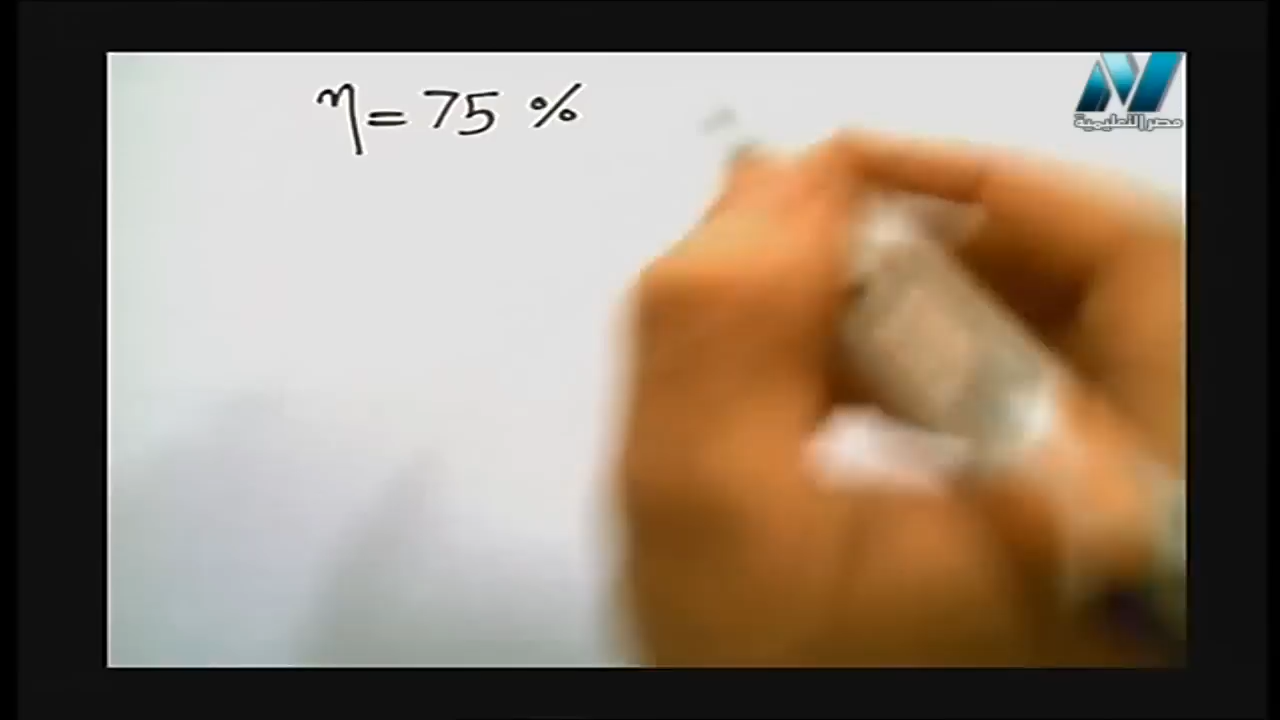 η = 75 %
مصر التعليمية